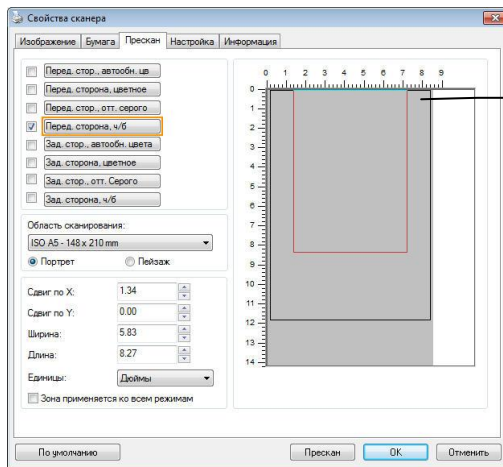 Свойства сканера
Изображение Бумага Прескан Настройка Информация
Перед. стор., автообн. цв
Перед. сторона, цветное
Перед. стор., отт. серого
Перед. сторона, ч/б
Зад. стор., автообн. цвета
Зад. сторона, цветное
Зад. стор., отт. Серого
Зад. сторона, ч/б
Область сканирования:
ISO A5 - 148 x 210 mm
Портрет Пейзаж
Сдвиг по X: 1.34
Сдвиг по Y: 0.00
Ширина: 5.83
Длина: 8.27
Единицы: Дюймы
Зона применяется ко всем режимам
0 1 2 3 4 5 6 7 8 9
0
1
2
3
4
5
6
7
8
9
10
11
12
13
14
По умолчанию Прескан OK Отменить